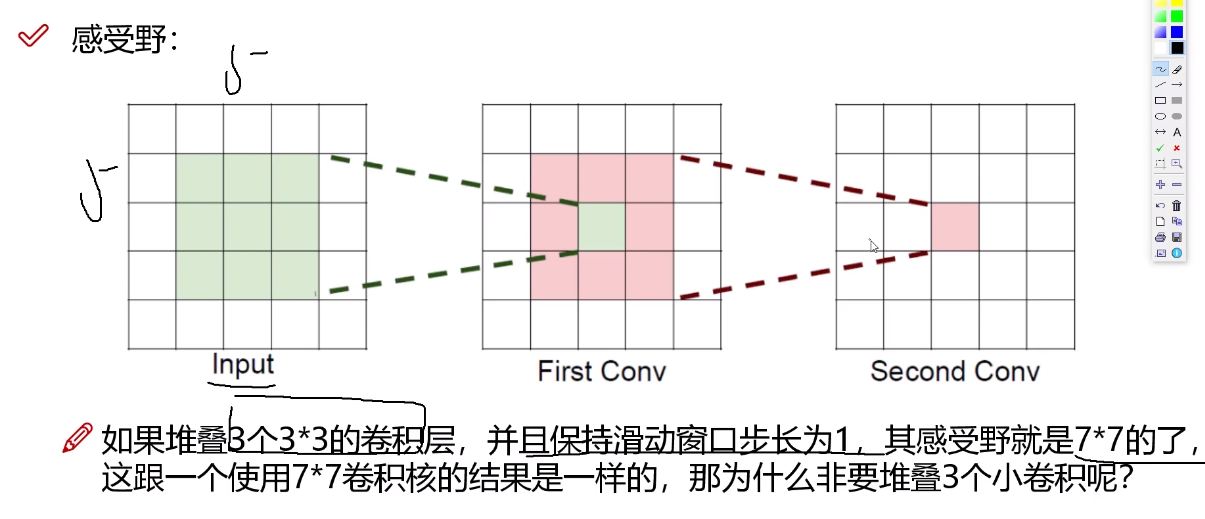 感受野：
5
5
Input
First Conv
Second Conv
如果堆叠3个3*3的卷积层，并且保持滑动窗口步长为1，其感受野就是7*7的了，
这跟一个使用7*7卷积核的结果是一样的，那为什么非要堆叠3个小卷积呢？